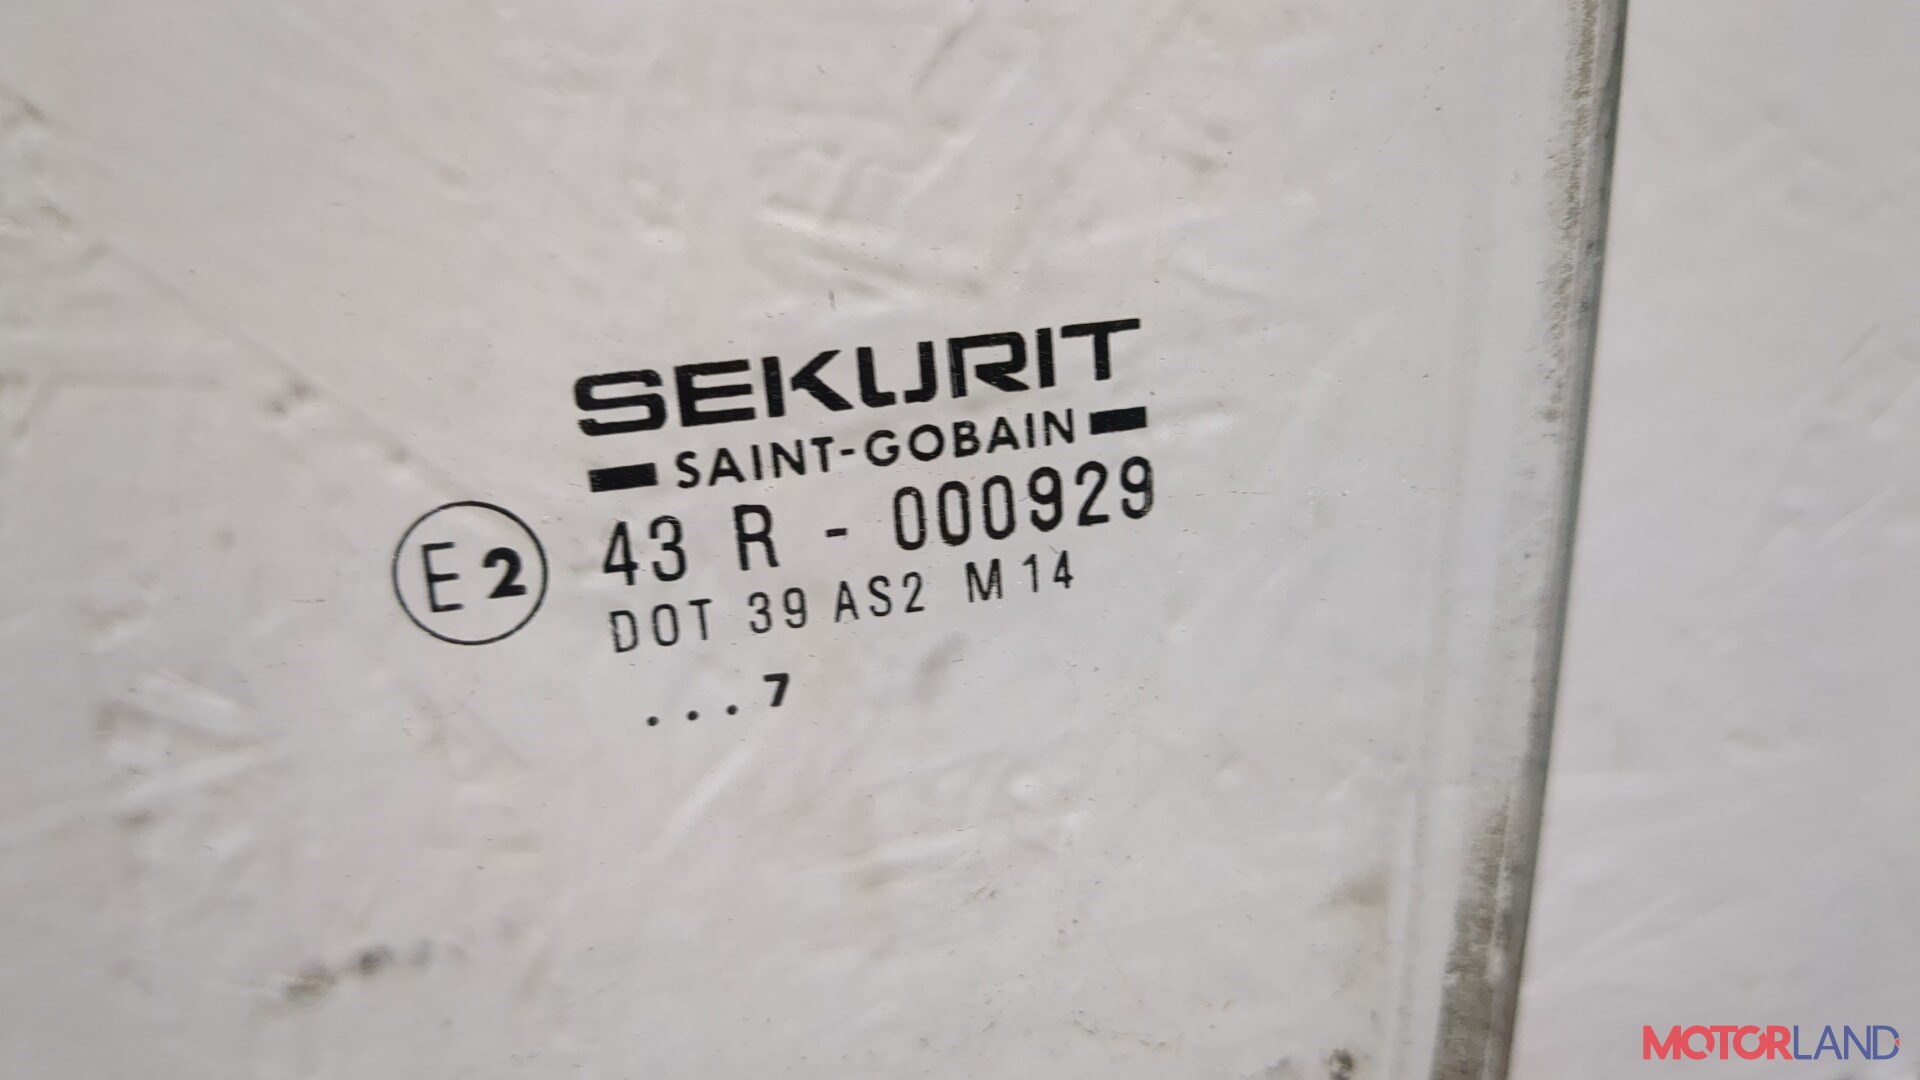 SEKURIT
SAINT-GOBAIN
E2 43 R - 000929
DOT 39 AS2 M14
...7
MOTORLAND